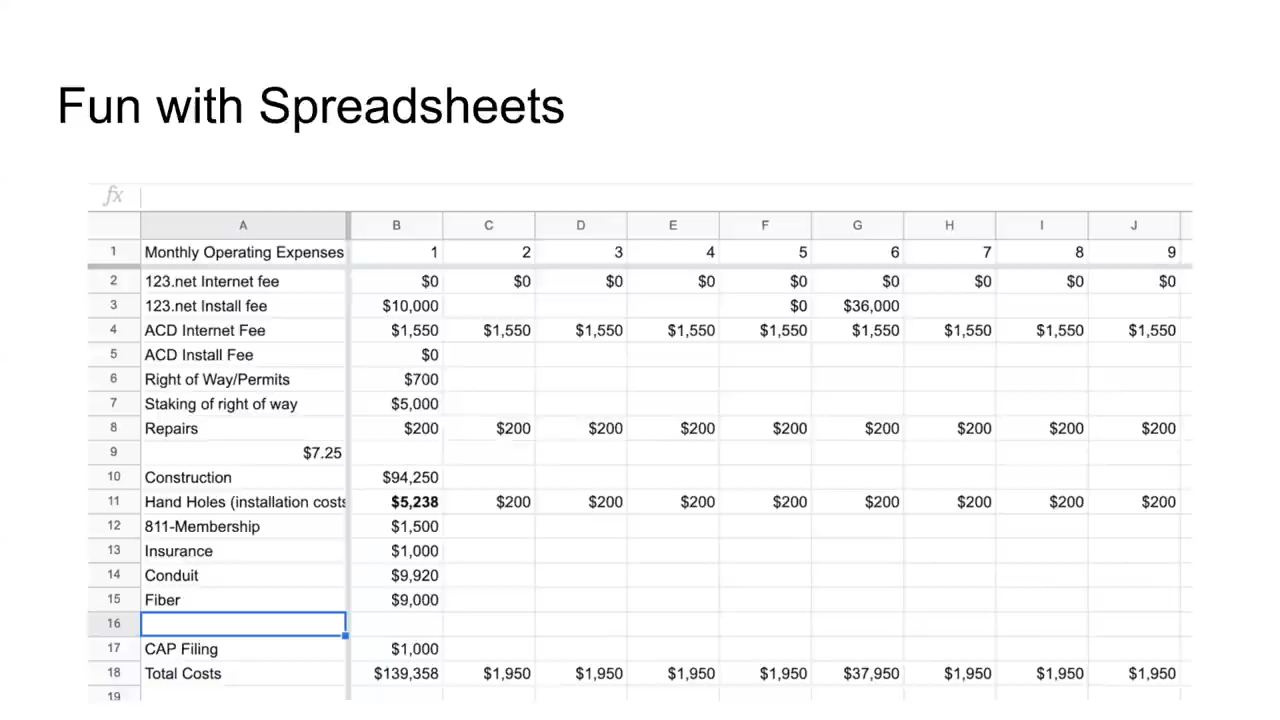 Fun with Spreadsheets
fx
A B C D E F G H I J
1 Monthly Operating Expenses 1 2 3 4 5 6 7 8 9
2 123.net Internet fee $0 $0 $0 $0 $0 $0 $0 $0 $0
3 123.net Install fee $10,000 $0 $36,000
4 ACD Internet Fee $1,550 $1,550 $1,550 $1,550 $1,550 $1,550 $1,550 $1,550 $1,550
5 ACD Install Fee $0
6 Right of Way/Permits $700
7 Staking of right of way $5,000
8 Repairs $200 $200 $200 $200 $200 $200 $200 $200 $200
9 $7.25
10 Construction $94,250
11 Hand Holes (installation costs $5,238 $200 $200 $200 $200 $200 $200 $200 $200
12 811-Membership $1,500
13 Insurance $1,000
14 Conduit $9,920
15 Fiber $9,000
16
17 CAP Filing $1,000
18 Total Costs $139,358 $1,950 $1,950 $1,950 $1,950 $37,950 $1,950 $1,950 $1,950
19